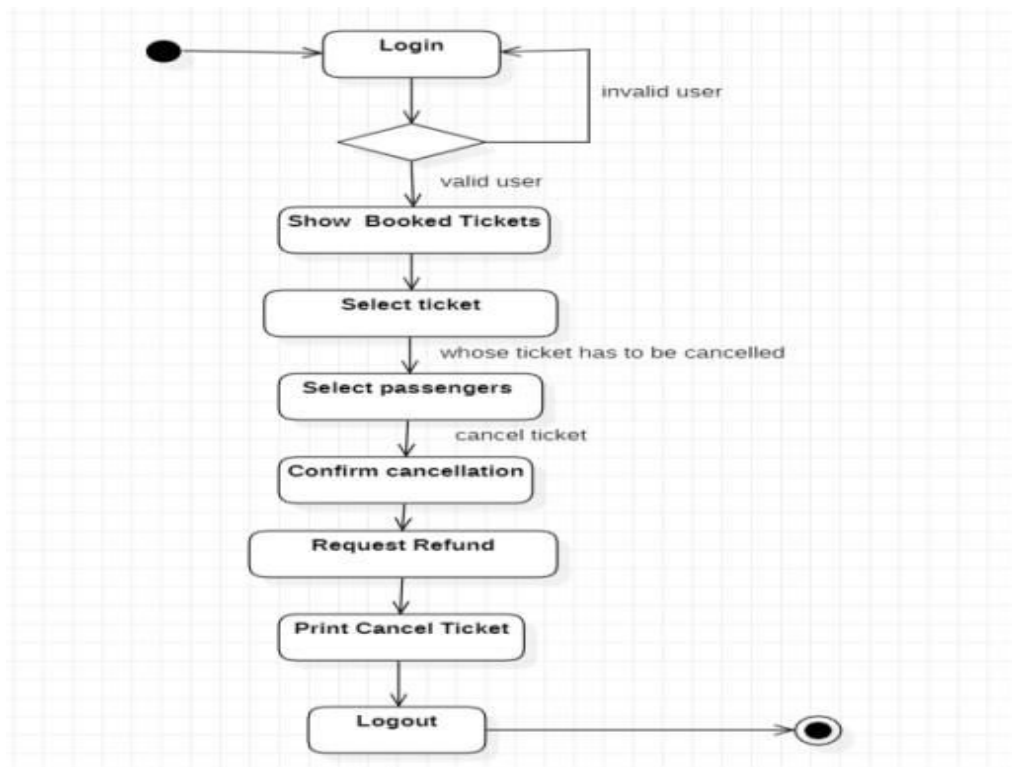 Login
invalid user
valid user
Show Booked Tickets
Select ticket
whose ticket has to be cancelled
Select passengers
cancel ticket
Confirm cancellation
Request Refund
Print Cancel Ticket
Logout